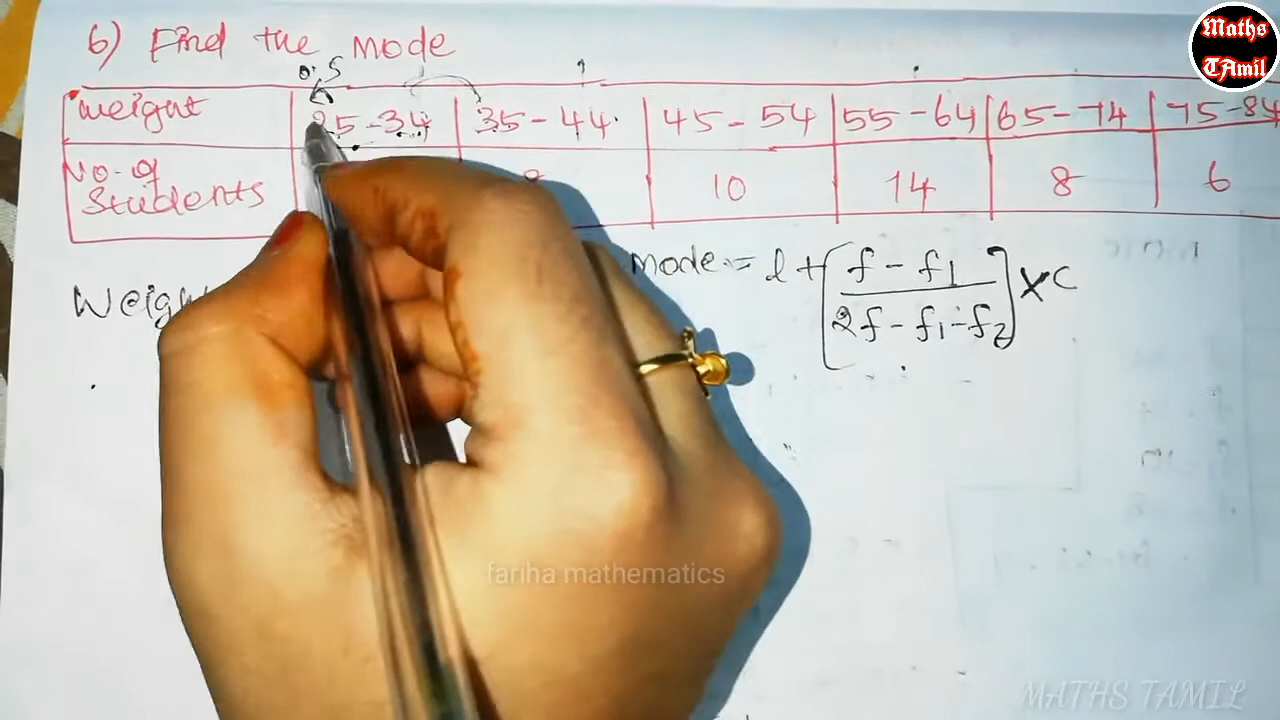 Maths
TAmil
6) Find the mode
0.5
Weight 25-34 35-44 45-54 55-64 65-74 75-84
No. of
Students 10 14 8 6
mode = l + [f - f1 / 2f - f1 - f2] x c
fariha mathematics
MATHS TAMIL